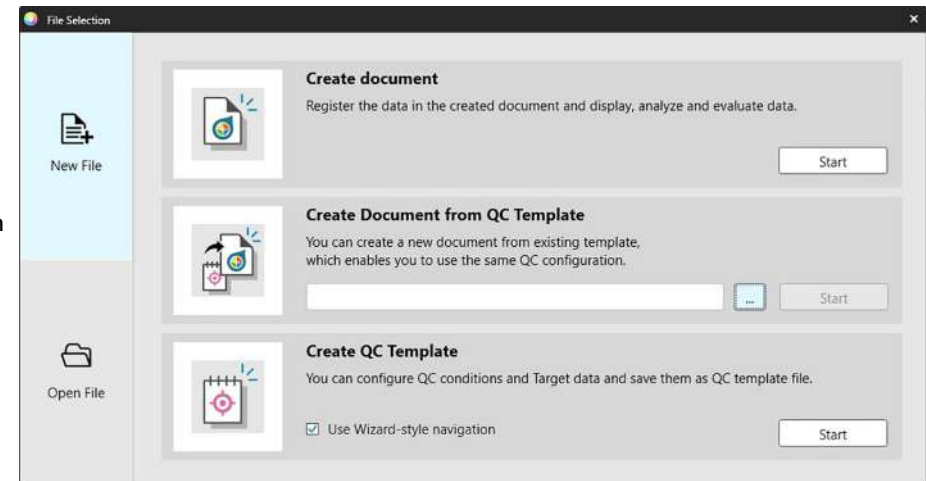 File Selection
New File
Open File
Create document
Register the data in the created document and display, analyze and evaluate data.
Start
Create Document from QC Template
You can create a new document from existing template,
which enables you to use the same QC configuration.
...
Start
Create QC Template
You can configure QC conditions and Target data and save them as QC template file.
Use Wizard-style navigation
Start